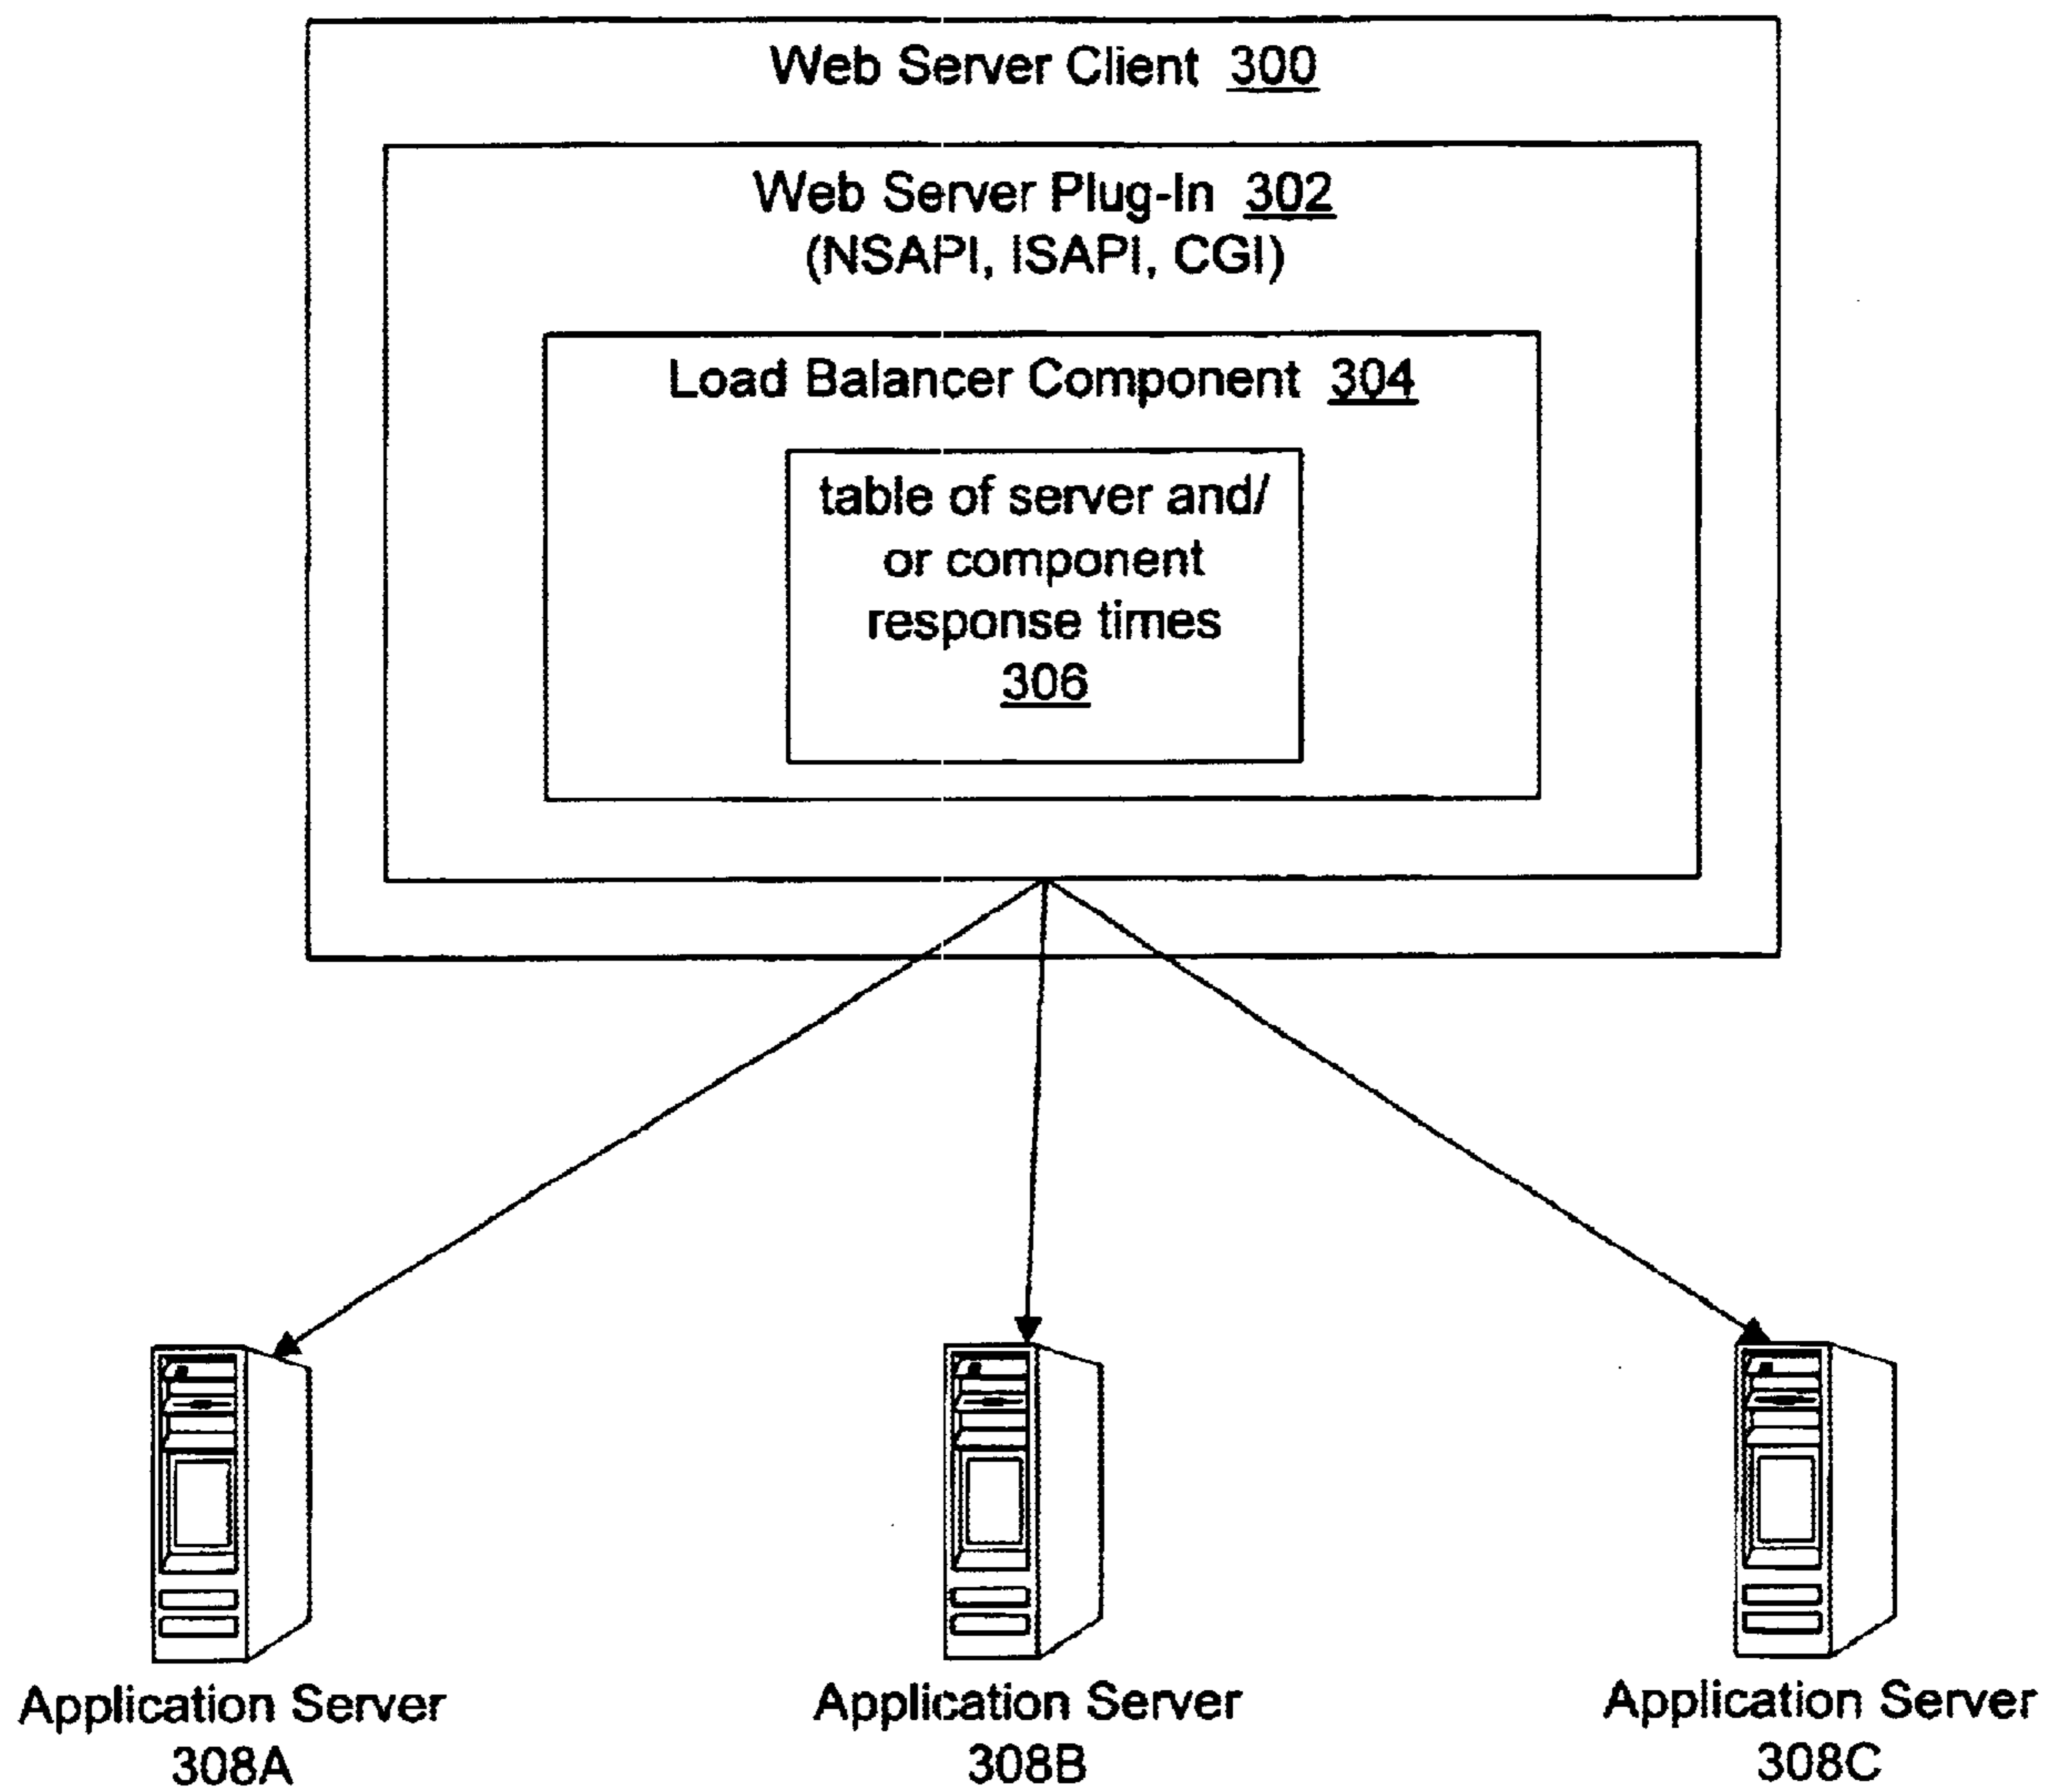 Web Server Client 300
Web Server Plug-In 302
(NSAPI, ISAPI, CGI)
Load Balancer Component 304
table of server and/
or component
response times
306
Application Server
308A
Application Server
308B
Application Server
308C